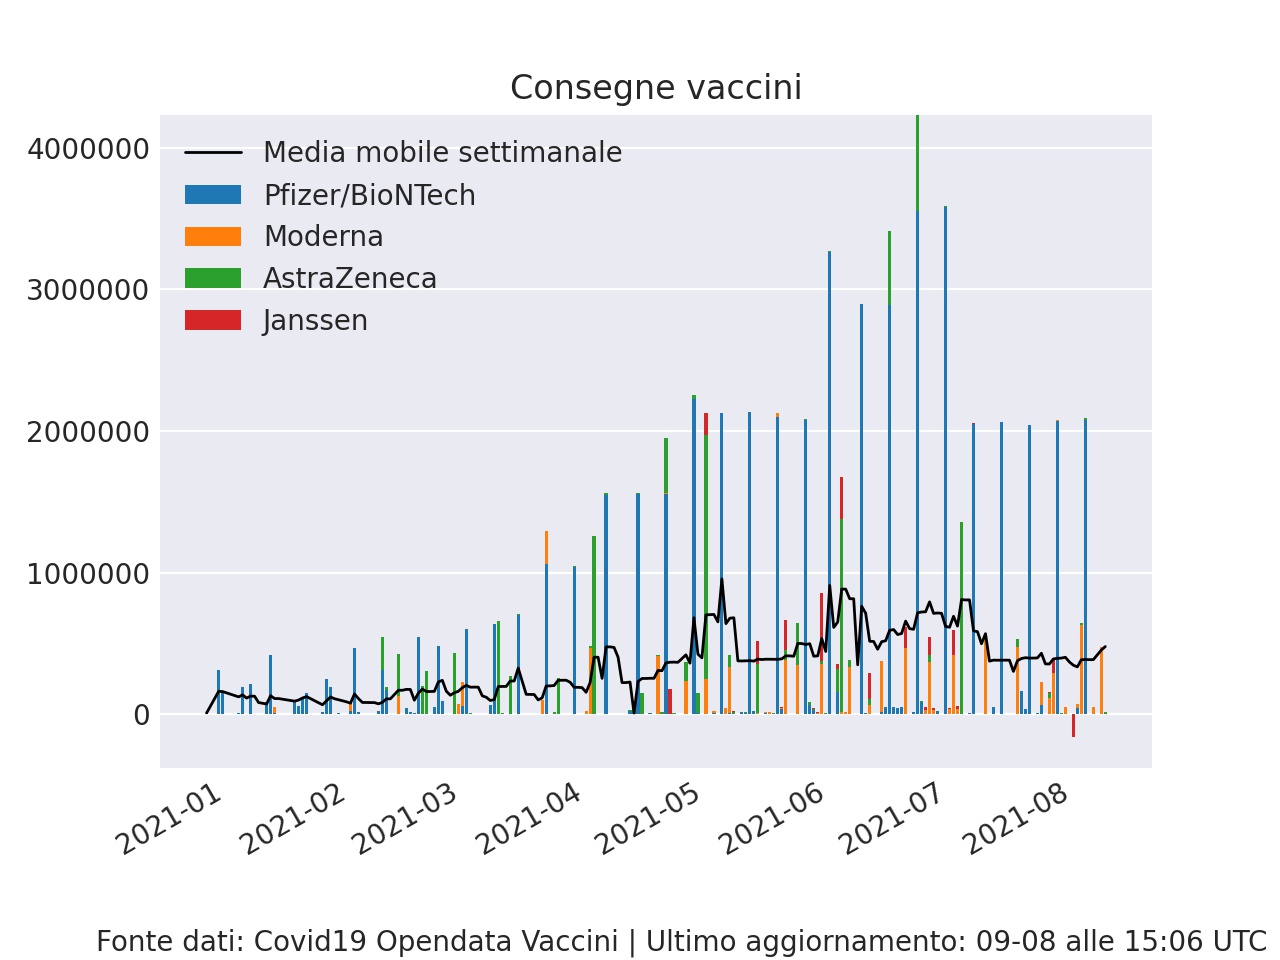 Consegne vaccini
4000000
3000000
2000000
1000000
0
Media mobile settimanale
Pfizer/BioNTech
Moderna
AstraZeneca
Janssen
2021-01
2021-02
2021-03
2021-04
2021-05
2021-06
2021-07
2021-08
Fonte dati: Covid19 Opendata Vaccini | Ultimo aggiornamento: 09-08 alle 15:06 UTC